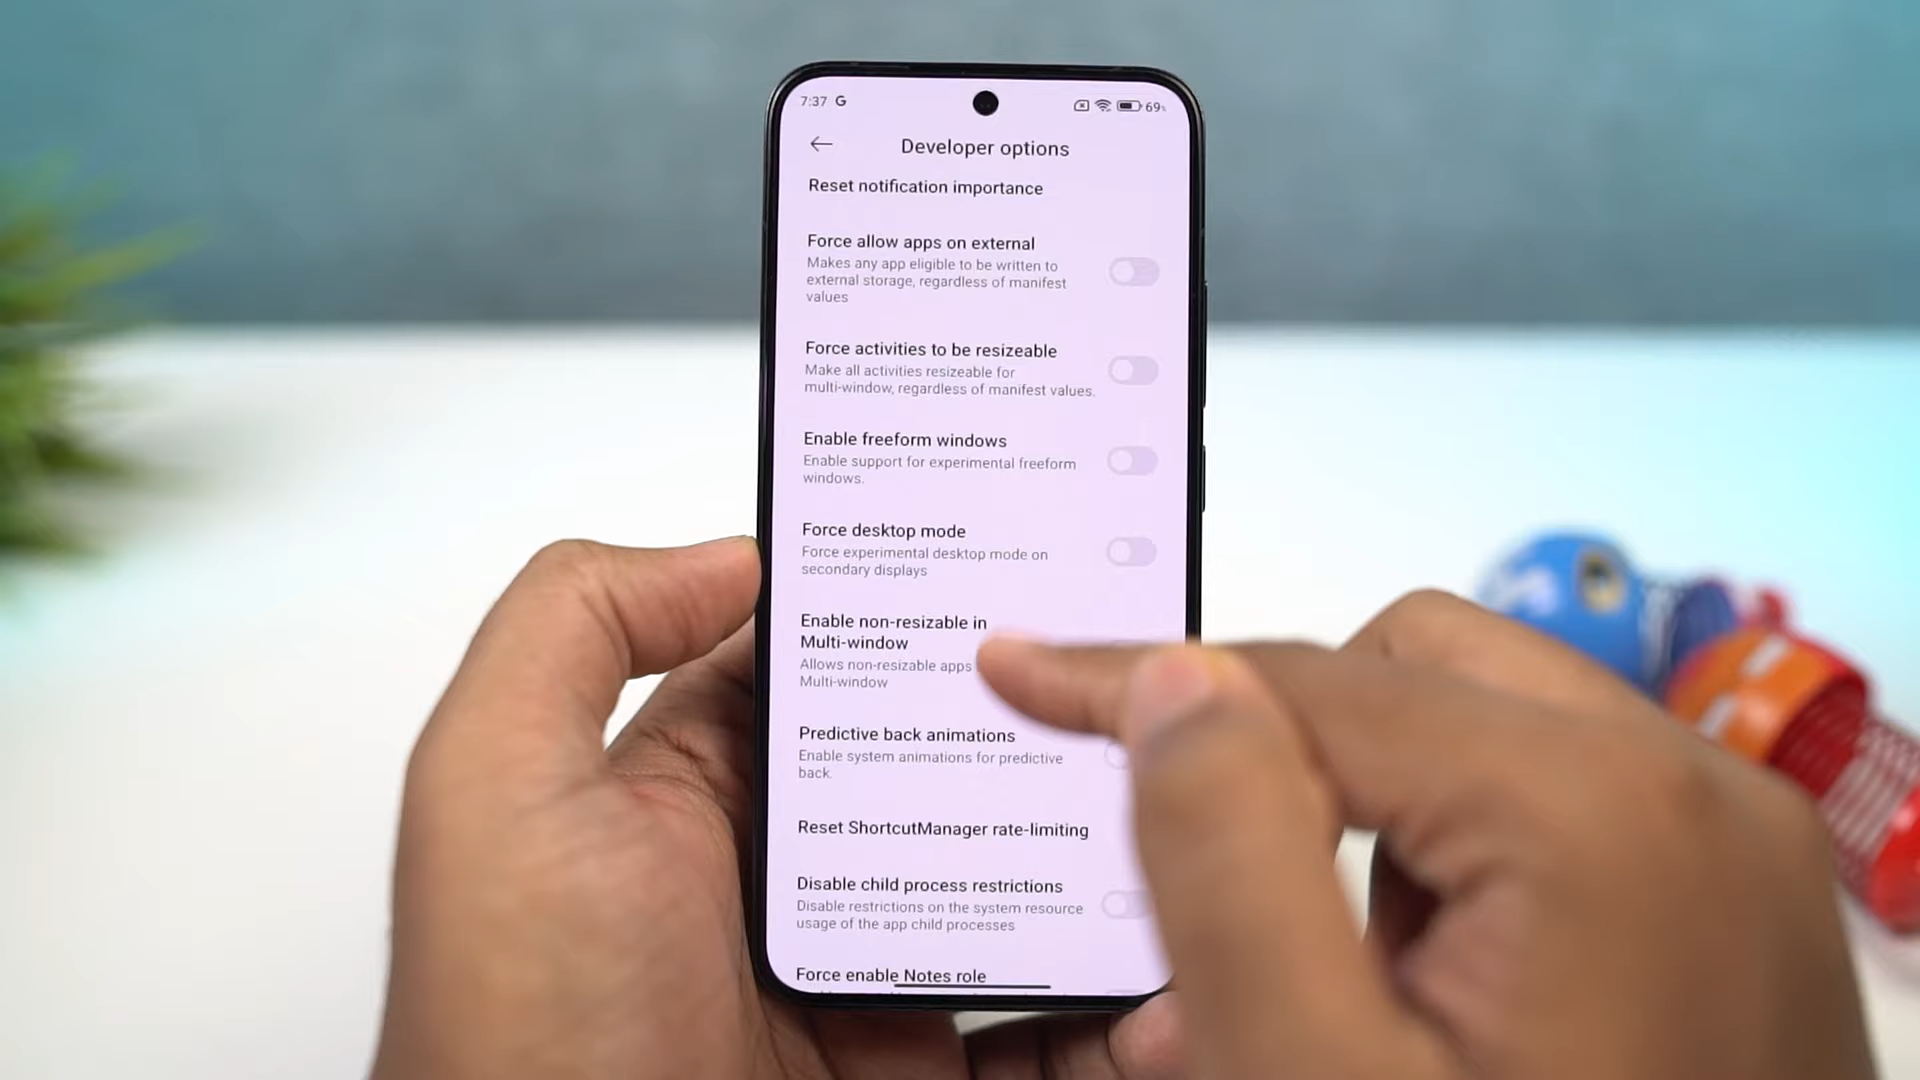 7:37 G 69%
Developer options
Reset notification importance
Force allow apps on external
Makes any app eligible to be written to
external storage, regardless of manifest
values
Force activities to be resizeable
Make all activities resizeable for
multi-window, regardless of manifest values.
Enable freeform windows
Enable support for experimental freeform
windows.
Force desktop mode
Force experimental desktop mode on
secondary displays
Enable non-resizable in
Multi-window
Allows non-resizable apps
Multi-window
Predictive back animations
Enable system animations for predictive
back.
Reset ShortcutManager rate-limiting
Disable child process restrictions
Disable restrictions on the system resource
usage of the app child processes
Force enable Notes role